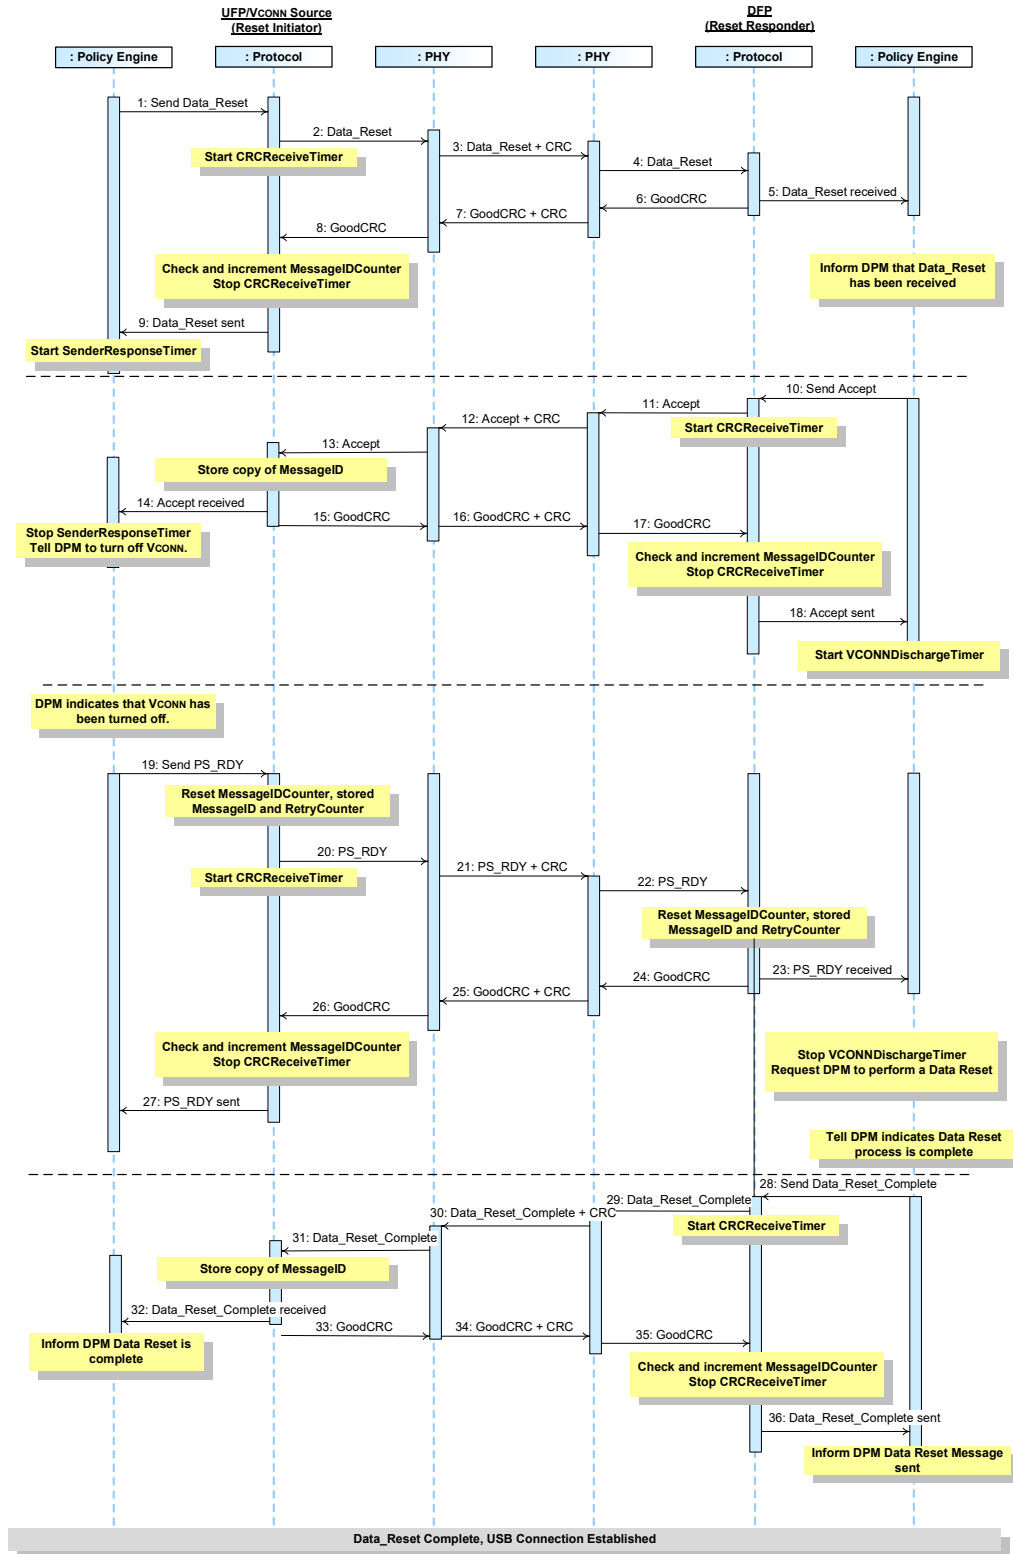 UFP/VCONN Source
(Reset Initiator)
DFP
(Reset Responder)
: Policy Engine
: Protocol
: PHY
: PHY
: Protocol
: Policy Engine
1: Send Data_Reset
2: Data_Reset
Start CRCReceiveTimer
3: Data_Reset + CRC
4: Data_Reset
5: Data_Reset received
6: GoodCRC
7: GoodCRC + CRC
8: GoodCRC
Check and increment MessageIDCounter
Stop CRCReceiveTimer
Inform DPM that Data_Reset
has been received
9: Data_Reset sent
Start SenderResponseTimer
10: Send Accept
11: Accept
Start CRCReceiveTimer
12: Accept + CRC
13: Accept
Store copy of MessageID
14: Accept received
15: GoodCRC
16: GoodCRC + CRC
17: GoodCRC
Stop SenderResponseTimer
Tell DPM to turn off VCONN.
Check and increment MessageIDCounter
Stop CRCReceiveTimer
18: Accept sent
Start VCONNDischargeTimer
DPM indicates that VCONN has
been turned off.
19: Send PS_RDY
Reset MessageIDCounter, stored
MessageID and RetryCounter
20: PS_RDY
Start CRCReceiveTimer
21: PS_RDY + CRC
22: PS_RDY
Reset MessageIDCounter, stored
MessageID and RetryCounter
23: PS_RDY received
24: GoodCRC
25: GoodCRC + CRC
26: GoodCRC
Check and increment MessageIDCounter
Stop CRCReceiveTimer
Stop VCONNDischargeTimer
Request DPM to perform a Data Reset
27: PS_RDY sent
Tell DPM indicates Data Reset
process is complete
28: Send Data_Reset_Complete
29: Data_Reset_Complete
30: Data_Reset_Complete + CRC
Start CRCReceiveTimer
31: Data_Reset_Complete
Store copy of MessageID
32: Data_Reset_Complete received
33: GoodCRC
34: GoodCRC + CRC
35: GoodCRC
Inform DPM Data Reset is
complete
Check and increment MessageIDCounter
Stop CRCReceiveTimer
36: Data_Reset_Complete sent
Inform DPM Data Reset Message
sent
Data_Reset Complete, USB Connection Established